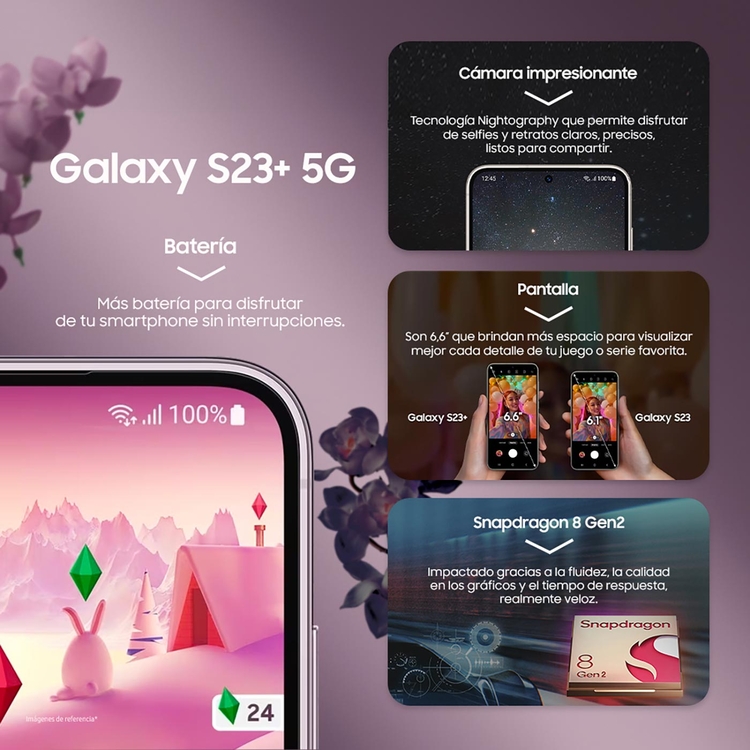 Galaxy S23+ 5G
Batería
Más batería para disfrutar
de tu smartphone sin interrupciones.
100%
24
Imágenes de referencia*
Cámara impresionante
Tecnología Nightography que permite disfrutar
de selfies y retratos claros, precisos,
listos para compartir.
12:45
100%
Pantalla
Son 6,6” que brindan más espacio para visualizar
mejor cada detalle de tu juego o serie favorita.
Galaxy S23+
6.6”
6.1”
Galaxy S23
Snapdragon 8 Gen2
Impactado gracias a la fluidez, la calidad
en los gráficos y el tiempo de respuesta,
realmente veloz.
Snapdragon
8
Gen 2